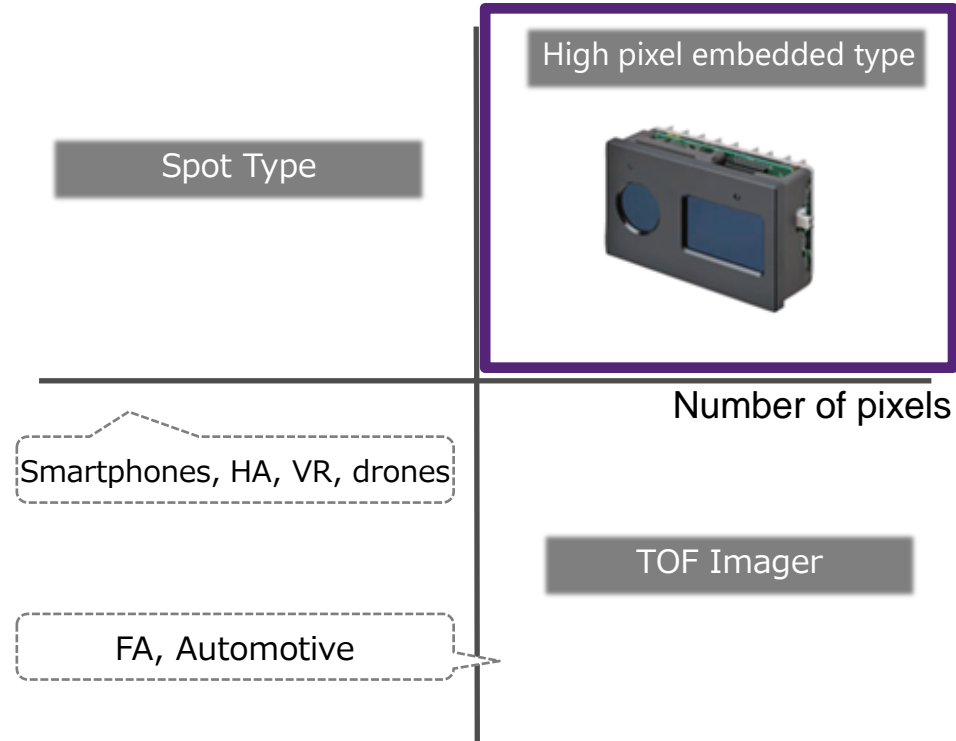 High pixel embedded type
Spot Type
Number of pixels
Smartphones, HA, VR, drones
TOF Imager
FA, Automotive